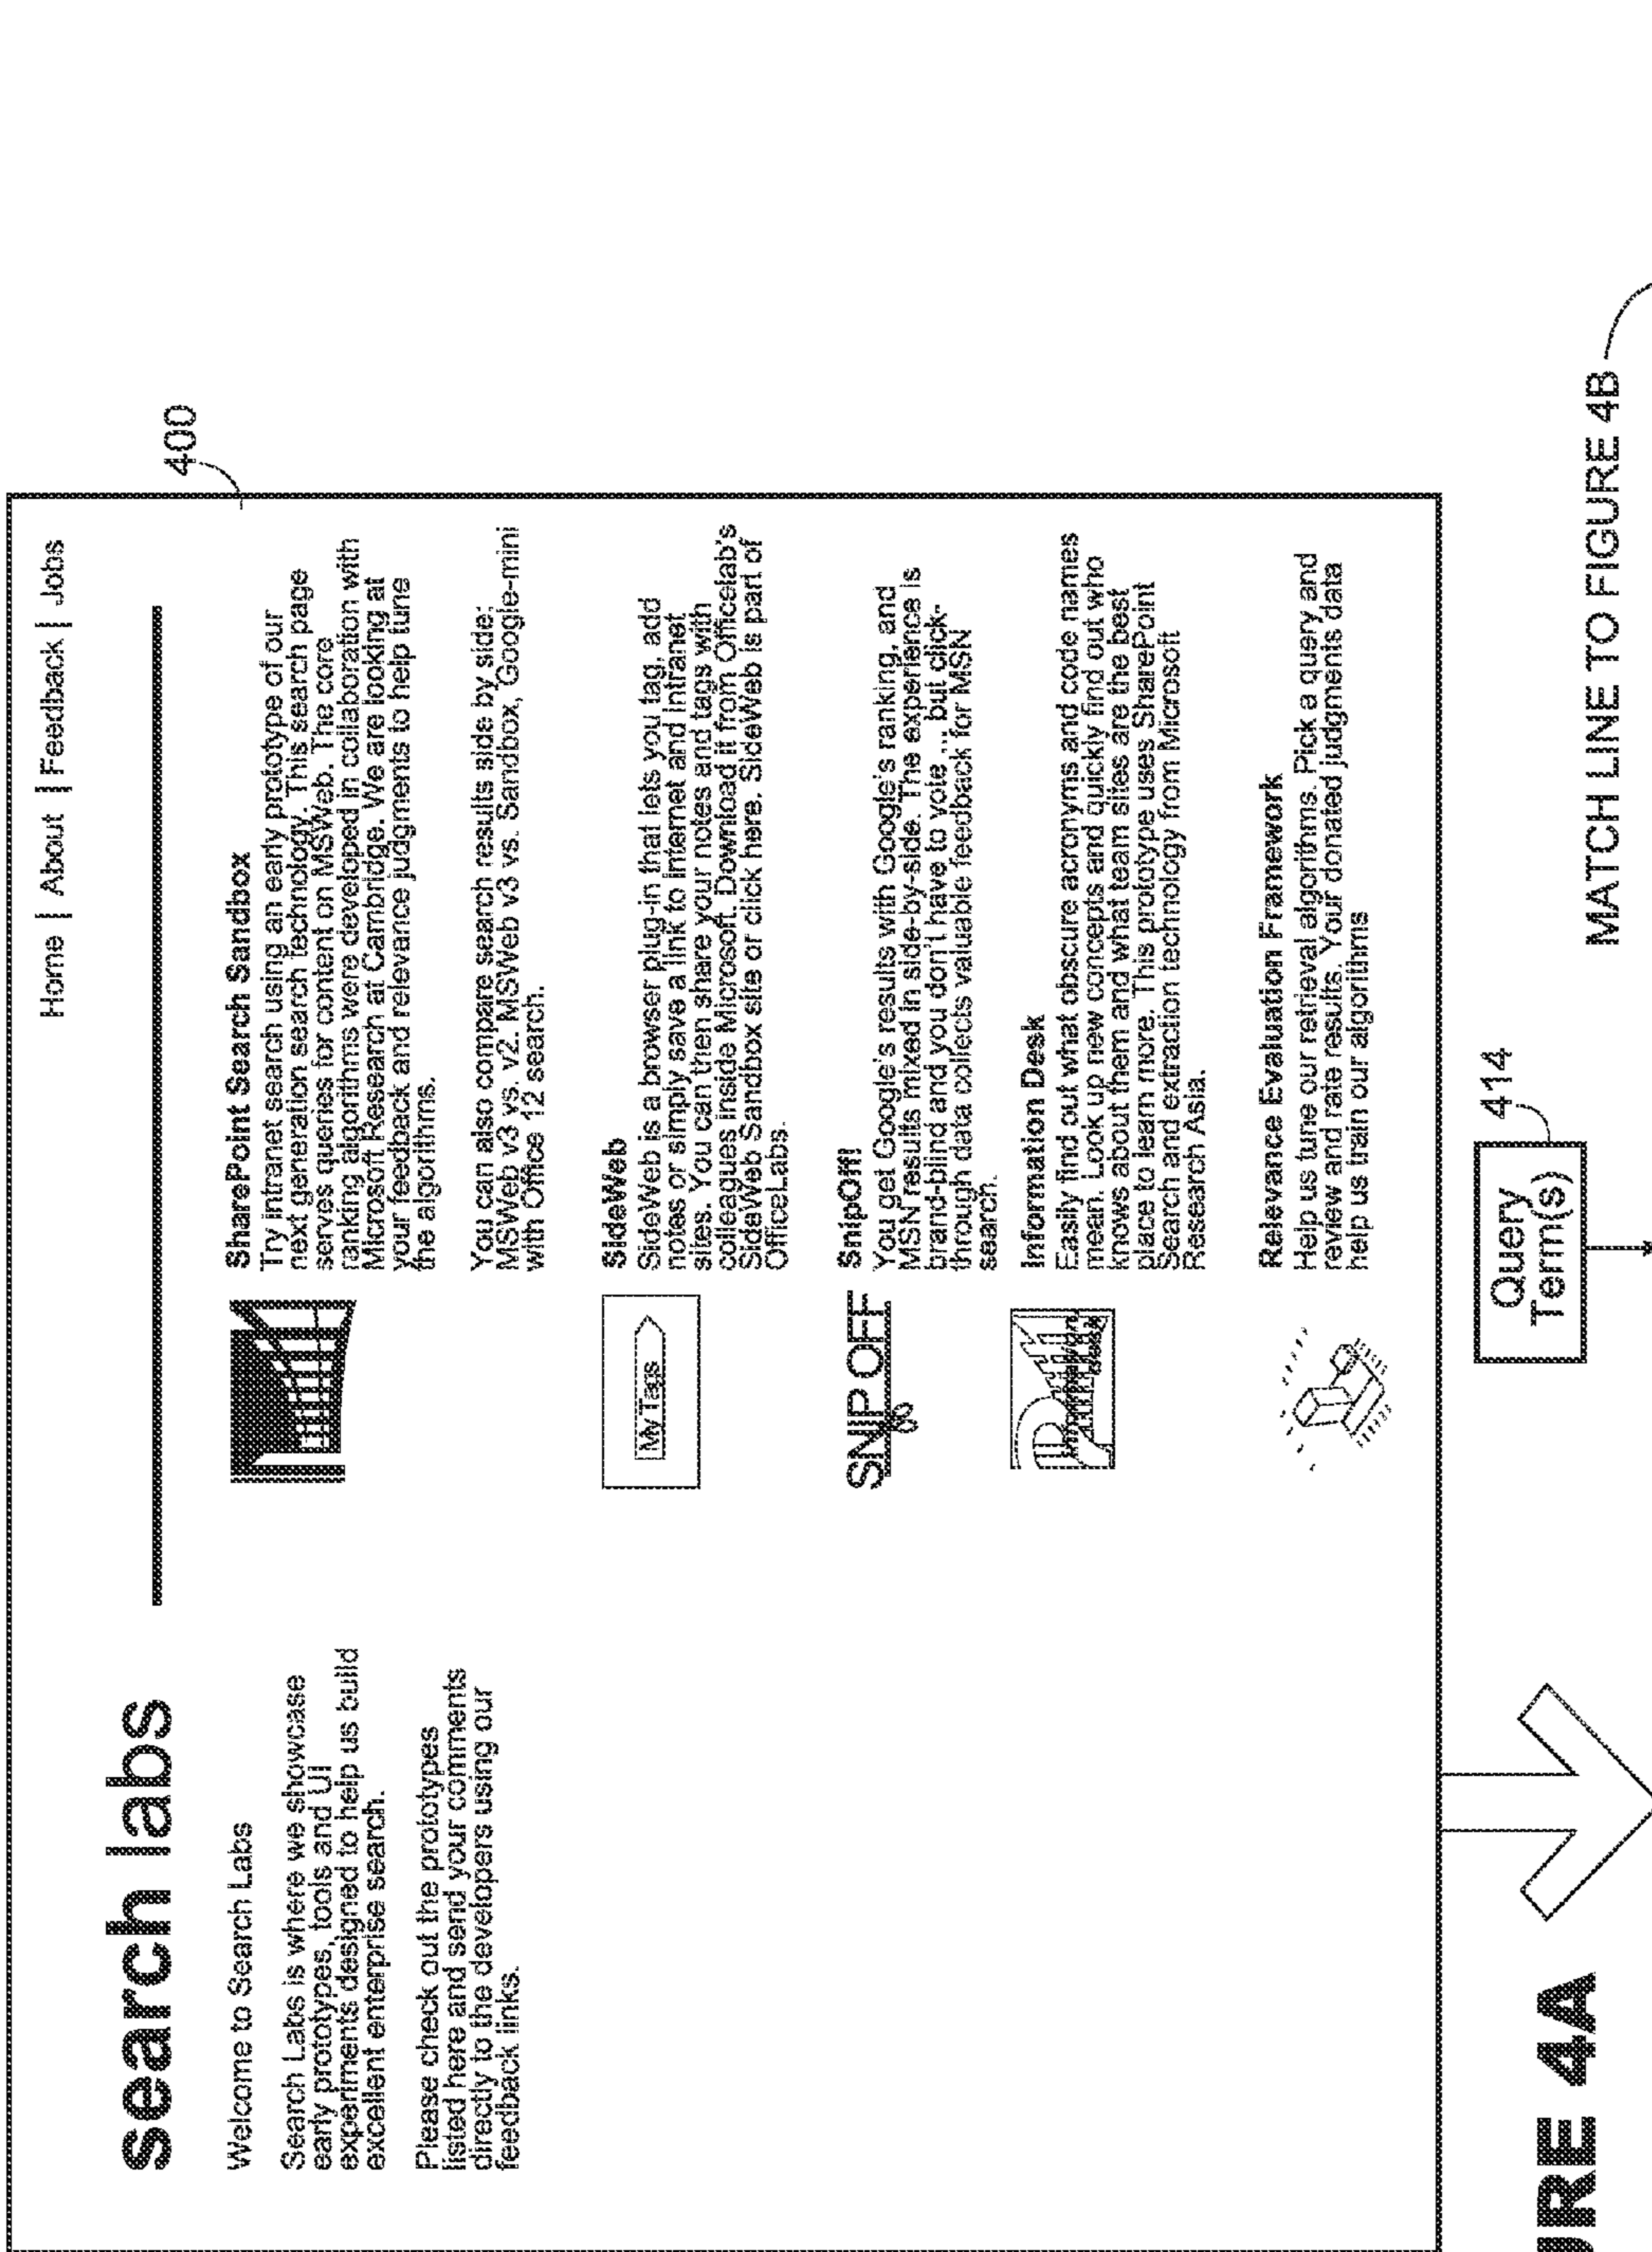 Home | About | Feedback | Jobs
search labs
400
Welcome to Search Labs
Search Labs is where we showcase
early prototypes, tools and UI
experiments designed to help us build
excellent enterprise search.
Please check out the prototypes
listed here and send your comments
directly to the developers using our
feedback links.
SharePoint Search Sandbox
Try intranet search using an early prototype of our
next generation search technology. This search page
serves queries for content on MSWeb. The core
ranking algorithms were developed in collaboration with
Microsoft Research at Cambridge. We are looking at
your feedback and relevance judgments to help tune
the algorithms.
You can also compare search results side by side:
MSWeb v3 vs. v2. MSWeb v3 vs. Sandbox, Google-mini
with Office 12 search.
My Tags
SideWeb
SideWeb is a browser plug-in that lets you tag, add
notes or simply save a link to Internet and intranet
sites. You can then share your notes and tags with
colleagues inside Microsoft. Download it from Officelab's
SideWeb Sandbox site or click here. SideWeb is part of
OfficeLabs.
SNIP OFF
Snipoff!
You get Google's results with Google's ranking, and
MSN results mixed in side-by-side. The experience is
brand-blind and you don't have to vote ... but click-
through data collects valuable feedback for MSN
search.
Information Desk
Easily find out what obscure acronyms and code names
mean. Look up new concepts and quickly find out who
knows about them and what team sites are the best
place to learn more. This prototype uses SharePoint
Search and extraction technology from Microsoft
Research Asia.
Relevance Evaluation Framework
Help us tune our retrieval algorithms. Pick a query and
review and rate results. Your donated judgments data
help us train our algorithms
Query
Term(s)
414
URE 4A
MATCH LINE TO FIGURE 4B